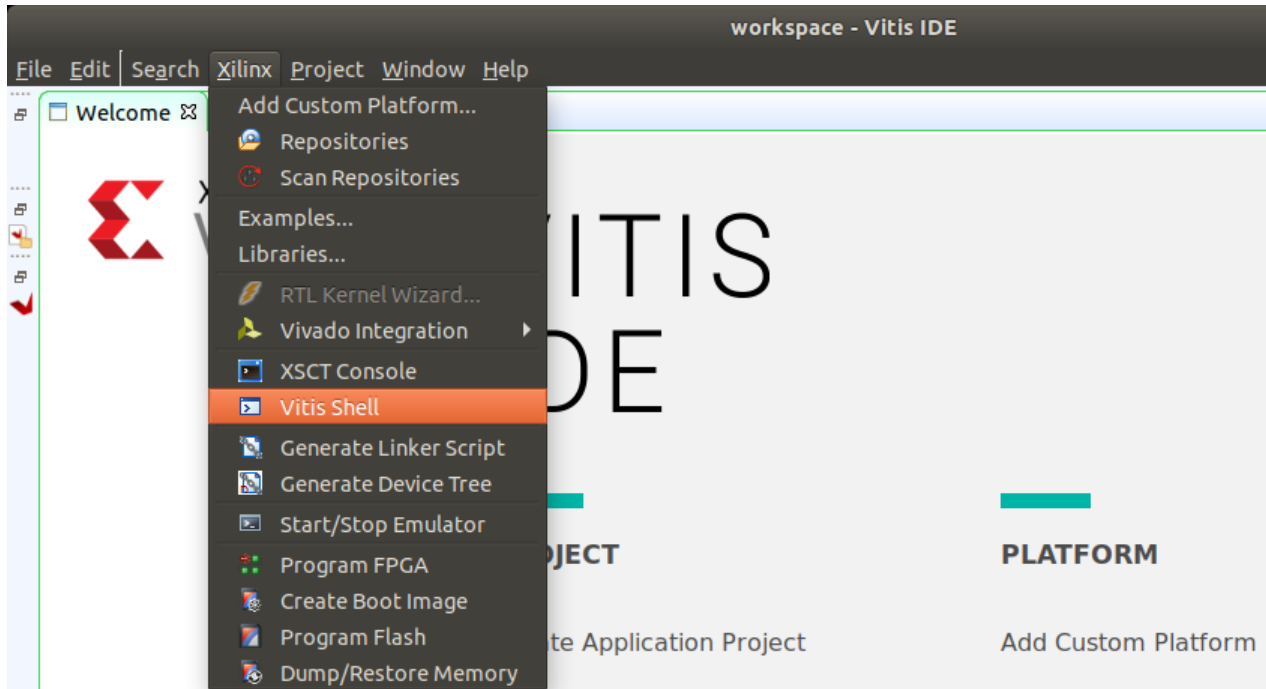 workspace - Vitis IDE
File Edit Search Xilinx Project Window Help
Welcome
Add Custom Platform...
Repositories
Scan Repositories
Examples...
Libraries...
RTL Kernel Wizard...
Vivado Integration
XSCT Console
Vitis Shell
Generate Linker Script
Generate Device Tree
Start/Stop Emulator
Program FPGA
Create Boot Image
Program Flash
Dump/Restore Memory
ITIS
DE
JECT
te Application Project
PLATFORM
Add Custom Platform